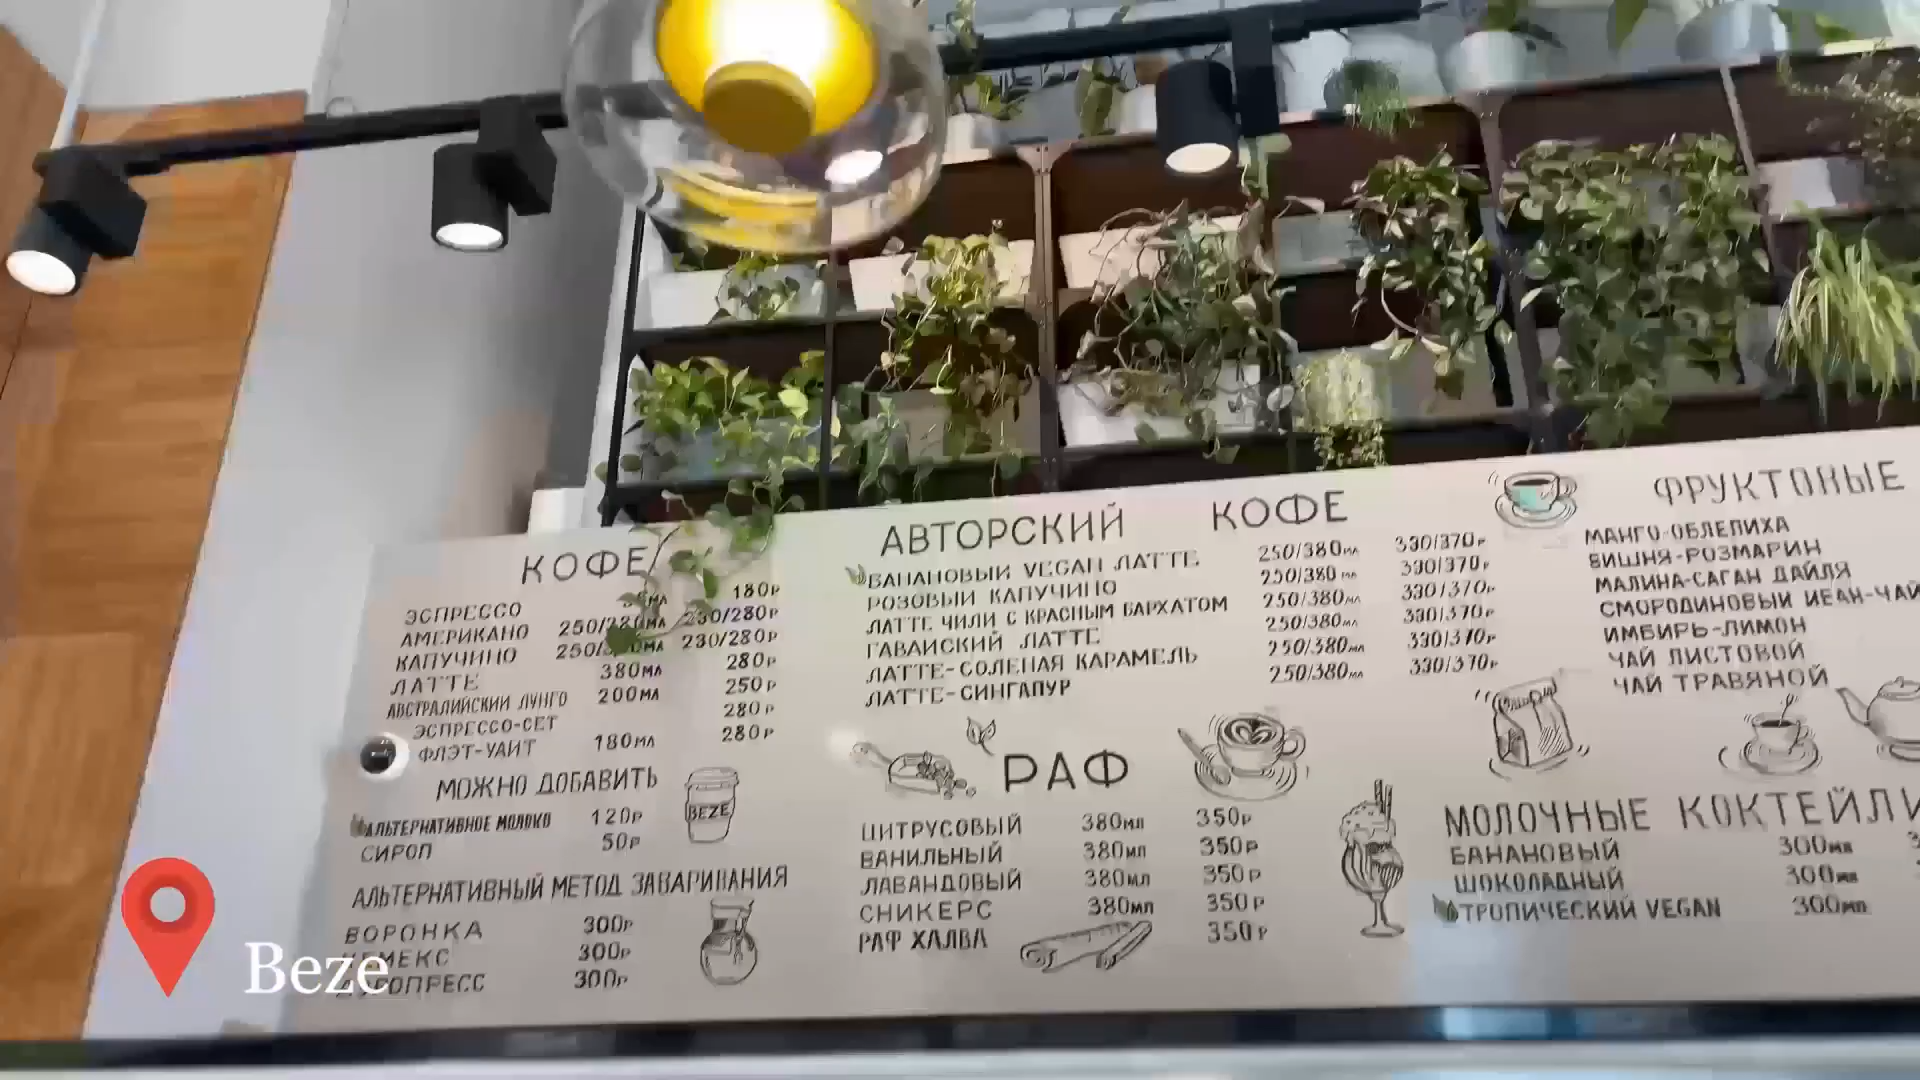 КОФЕ
ЭСПРЕССО 180р
АМЕРИКАНО 230/280р
КАПУЧИНО 230/280р
ЛАТТЕ 380мл 280р
АВСТРАЛИЙСКИЙ ЛУНГО 200мл 250р
ЭСПРЕССО-СЕТ 280р
ФЛЭТ-УАЙТ 180мл 280р
МОЖНО ДОБАВИТЬ
АЛЬТЕРНАТИВНОЕ МОЛОКО 120р
СИРОП 50р
BEZE
АЛЬТЕРНАТИВНЫЙ МЕТОД ЗАВАРИВАНИЯ
ВОРОНКА 300р
КЕМЕКС 300р
АЭРОПРЕСС 300р
АВТОРСКИЙ КОФЕ
БАНАНОВЫЙ VEGAN ЛАТТЕ 250/380мл 330/370р
РОЗОВЫЙ КАПУЧИНО 250/380мл 330/370р
ЛАТТЕ ЧИЛИ С КРАСНЫМ БАРХАТОМ 250/380мл 330/370р
ГАВАЙСКИЙ ЛАТТЕ 250/380мл 330/370р
ЛАТТЕ-СОЛЕНАЯ КАРАМЕЛЬ 250/380мл 330/370р
ЛАТТЕ-СИНГАПУР 250/380мл 330/370р
РАФ
ЦИТРУСОВЫЙ 380мл 350р
ВАНИЛЬНЫЙ 380мл 350р
ЛАВАНДОВЫЙ 380мл 350р
СНИКЕРС 380мл 350р
РАФ ХАЛВА 350р
ФРУКТОВЫЕ
МАНГО-ОБЛЕПИХА
ВИШНЯ-РОЗМАРИН
МАЛИНА-САГАН ДАЙЛЯ
СМОРОДИНОВЫЙ ИВАН-ЧАЙ
ИМБИРЬ-ЛИМОН
ЧАЙ ЛИСТОВОЙ
ЧАЙ ТРАВЯНОЙ
МОЛОЧНЫЕ КОКТЕЙЛИ
БАНАНОВЫЙ 300мл
ШОКОЛАДНЫЙ 300мл
ТРОПИЧЕСКИЙ VEGAN 300мл
Beze